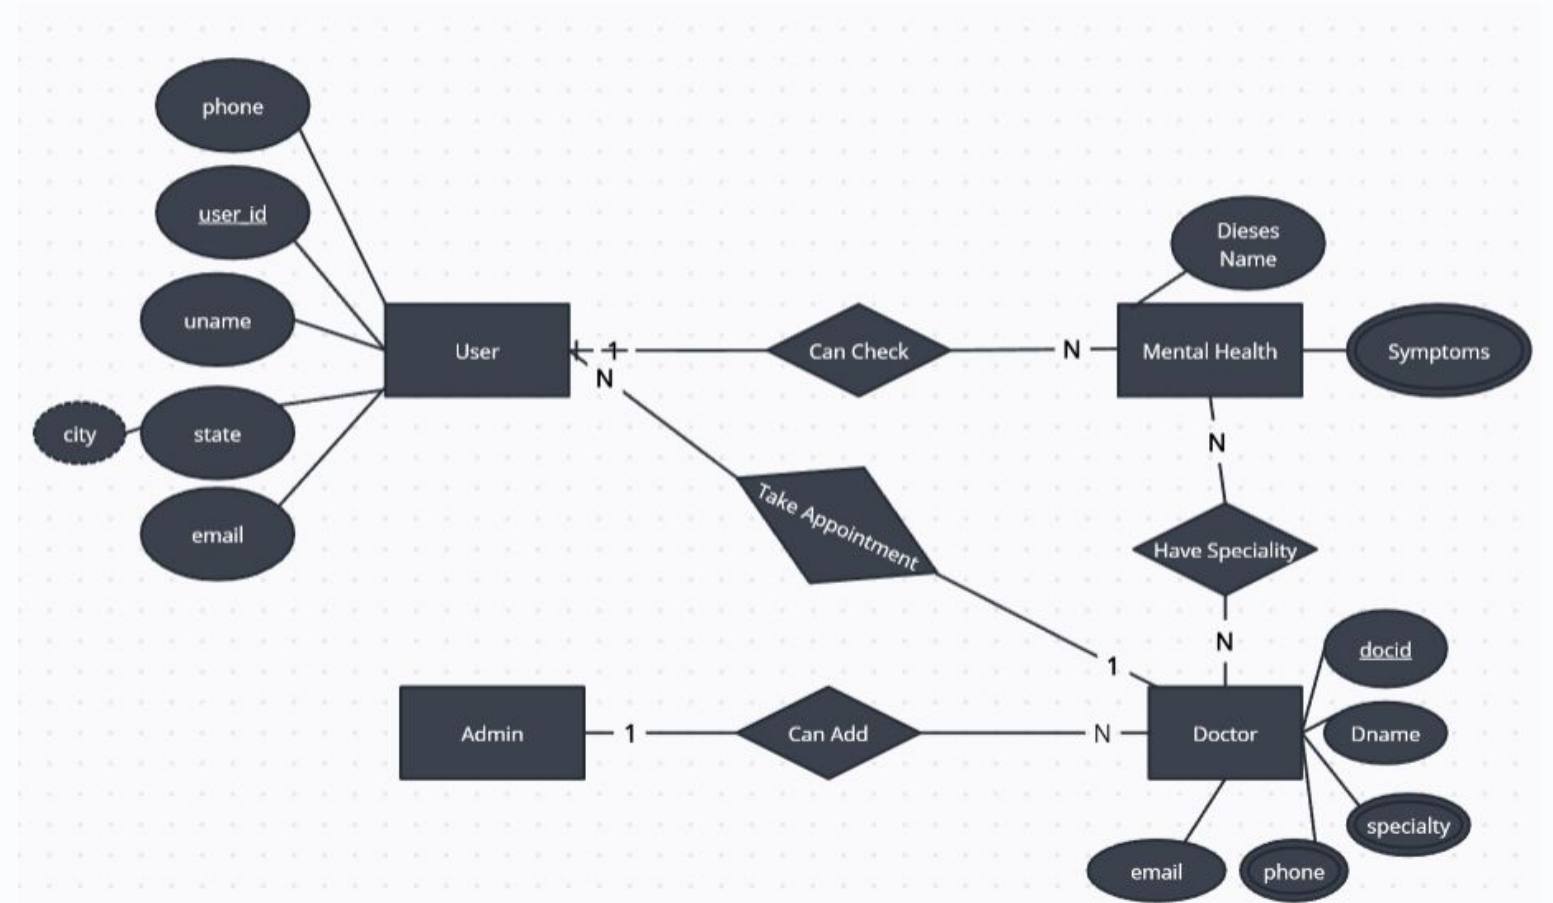 phone
user_id
uname
city
state
email
User
1
N
Can Check
N
Mental Health
Dieses
Name
Symptoms
N
Have Speciality
N
Take Appointment
1
Admin
1
Can Add
N
Doctor
docid
Dname
specialty
phone
email